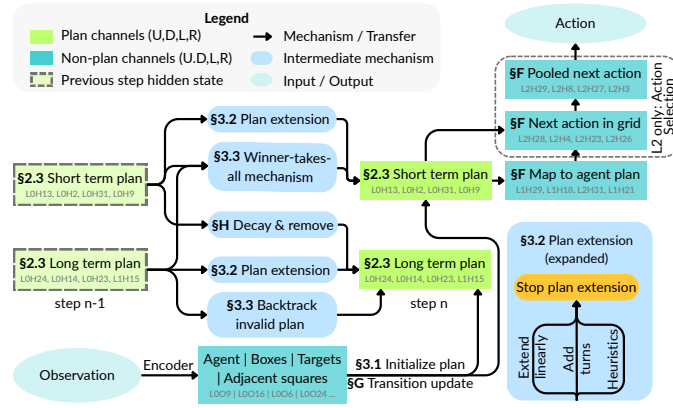 Legend
Plan channels (U,D,L,R)
Non-plan channels (U.D,L,R)
Previous step hidden state
Mechanism / Transfer
Intermediate mechanism
Input / Output
Action
§F Pooled next action
L2H29, L2H8, L2H27, L2H3
§F Next action in grid
L2H28, L2H4, L2H23, L2H26
L2 only: Action
Selection
§3.2 Plan extension
§3.3 Winner-takes-
all mechanism
§2.3 Short term plan
L0H13, L0H2, L0H31, L0H9
§2.3 Short term plan
L0H13, L0H2, L0H31, L0H9
§F Map to agent plan
L1H29, L1H18, L2H31, L1H21
§H Decay & remove
§2.3 Long term plan
L0H24, L0H14, L0H23, L1H15
step n-1
§3.2 Plan extension
§2.3 Long term plan
L0H24, L0H14, L0H23, L1H15
step n
§3.3 Backtrack
invalid plan
§3.2 Plan extension
(expanded)
Stop plan extension
Extend
linearly
Add
turns
Heuristics
Observation
Encoder
Agent | Boxes | Targets
| Adjacent squares
L0O9 | L0O16 | L0O6 | L0O24 ...
§3.1 Initialize plan
§G Transition update